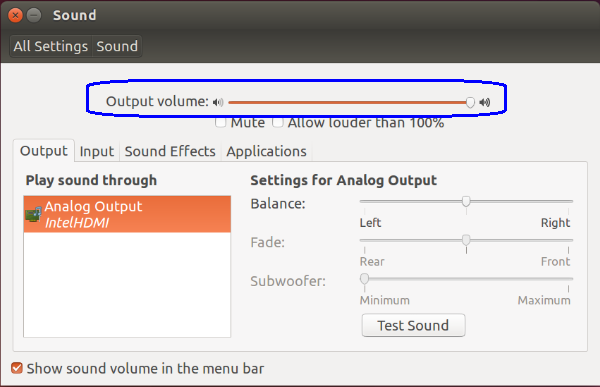 Sound
All Settings Sound
Output volume:
Mute Allow louder than 100%
Output Input Sound Effects Applications
Play sound through
Analog Output
IntelHDMI
Settings for Analog Output
Balance:
Left Right
Fade:
Rear Front
Subwoofer:
Minimum Maximum
Test Sound
Show sound volume in the menu bar